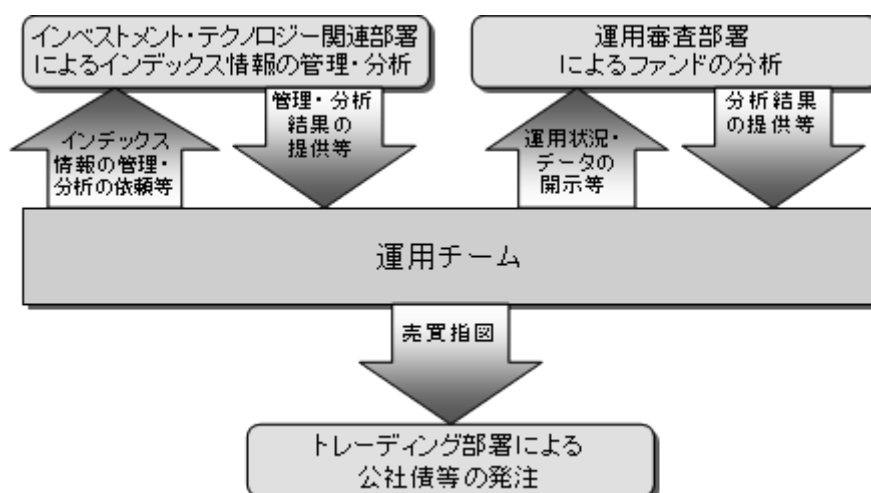 インベストメント・テクノロジー関連部署
によるインデックス情報の管理・分析
運用審査部署
によるファンドの分析
インデックス
情報の管理・
分析の依頼等
管理・分析
結果の
提供等
運用状況・
データの
開示等
分析結果
の提供等
運用チーム
売買指図
トレーディング部署による
公社債等の発注